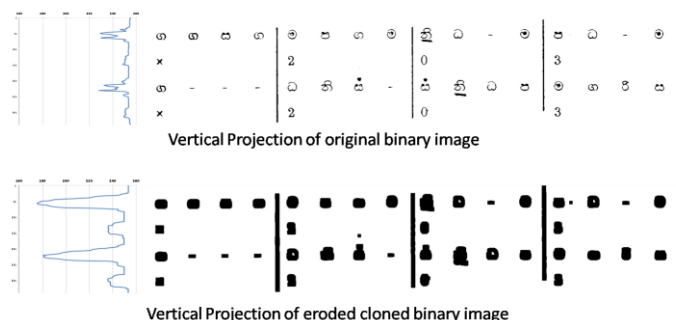 ග ග ස ග ම ප ග ම නි ධ - ම ප ධ - ම
× 2 0 3
ග - - - ධ නි ස - ස නි ධ ප ම ග රි ස
× 2 0 3
Vertical Projection of original binary image
Vertical Projection of eroded cloned binary image